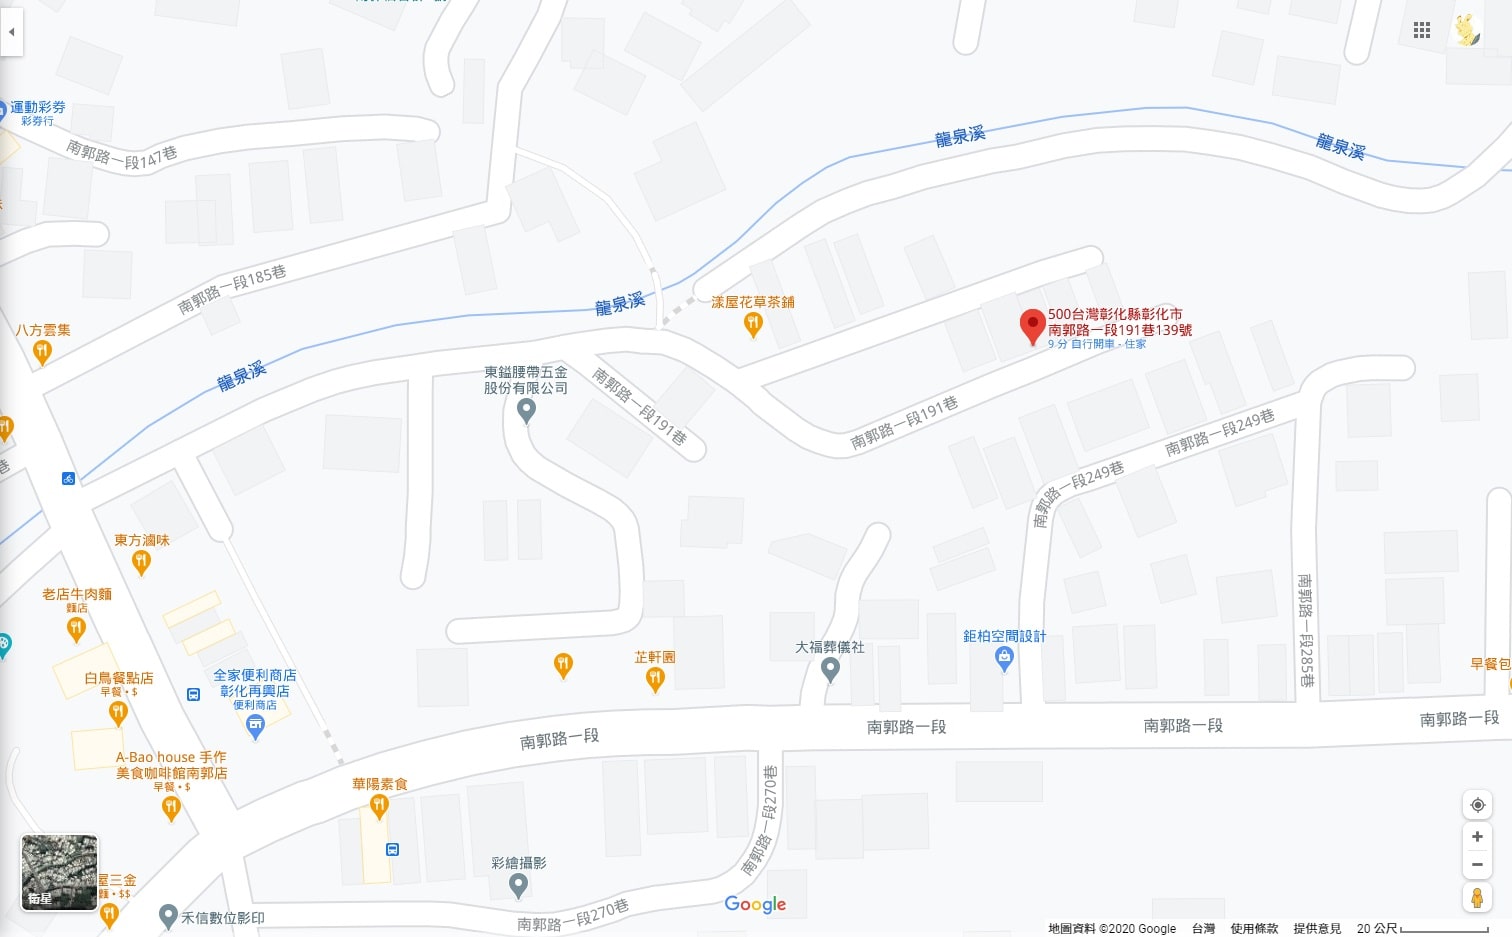 龍泉溪
龍泉溪
運動彩券
彩券行
南郭路一段147巷
南郭路一段185巷
龍泉溪
漾屋花草茶鋪
500台灣彰化縣彰化市
南郭路一段191巷139號
9 分 自行開車 - 住家
八方雲集
龍泉溪
東鎰腰帶五金
股份有限公司
南郭路一段191巷
南郭路一段191巷
南郭路一段249巷
南郭路一段249巷
東方滷味
老店牛肉麵
麵店
南郭路一段285巷
鉅柏空間設計
大福葬儀社
芷軒園
早餐包
白鳥餐點店
早餐 • $
全家便利商店
彰化再興店
便利商店
南郭路一段
南郭路一段
南郭路一段
南郭路一段
A-Bao house 手作
美食咖啡館南郭店
早餐 • $
華陽素食
南郭路一段270巷
彩繪攝影
屋三金
麵 • $$
衛星
禾信數位影印
南郭路一段270巷
Google
地圖資料 ©2020 Google 台灣 使用條款 提供意見 20 公尺